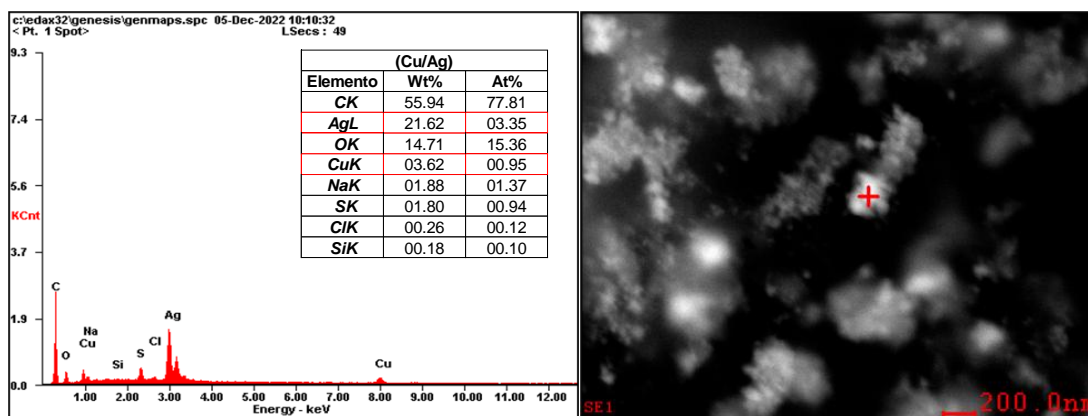 c:\edax32\genesis\genmaps.spc 05-Dec-2022 10:10:32
< Pt. 1 Spot> LSecs : 49
9.3
7.4
5.6
KCnt
3.7
1.9
0.0
(Cu/Ag)
Elemento Wt% At%
CK 55.94 77.81
AgL 21.62 03.35
OK 14.71 15.36
CuK 03.62 00.95
NaK 01.88 01.37
SK 01.80 00.94
ClK 00.26 00.12
SiK 00.18 00.10
C
O
Na
Cu
Si
S
Cl
Ag
Cu
1.00 2.00 3.00 4.00 5.00 6.00 7.00 8.00 9.00 10.00 11.00 12.00
Energy - keV
SE1
200.0nm